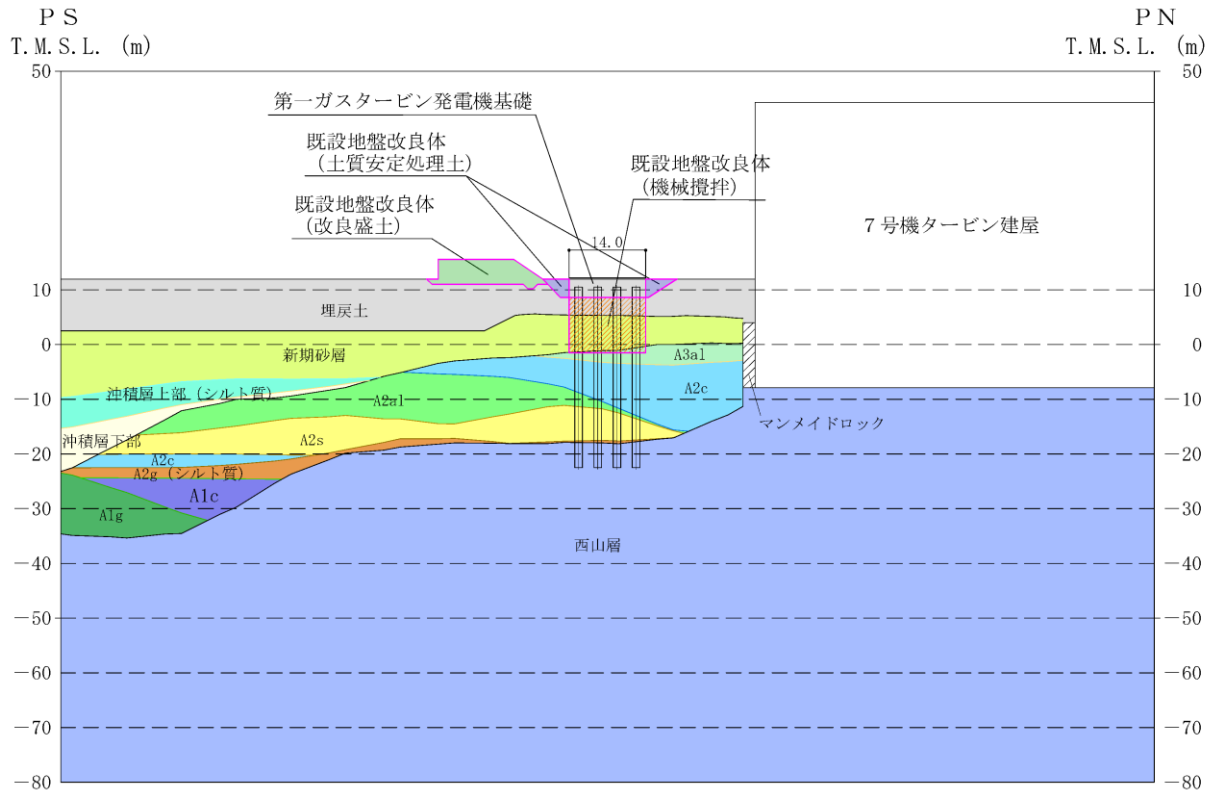 ＰＳ
T.M.S.L. (m)
ＰＮ
T.M.S.L. (m)
50
50
第一ガスタービン発電機基礎
既設地盤改良体
（土質安定処理土）
既設地盤改良体
（機械攪拌）
既設地盤改良体
（改良盛土）
７号機タービン建屋
14.0
10
10
埋戻土
0
0
新期砂層
A3al
沖積層上部（シルト質）
A2c
A2al
−10
−10
マンメイドロック
沖積層下部
A2s
−20
−20
A2c
A2g（シルト質）
A1c
−30
−30
A1g
西山層
−40
−40
−50
−50
−60
−60
−70
−70
−80
−80